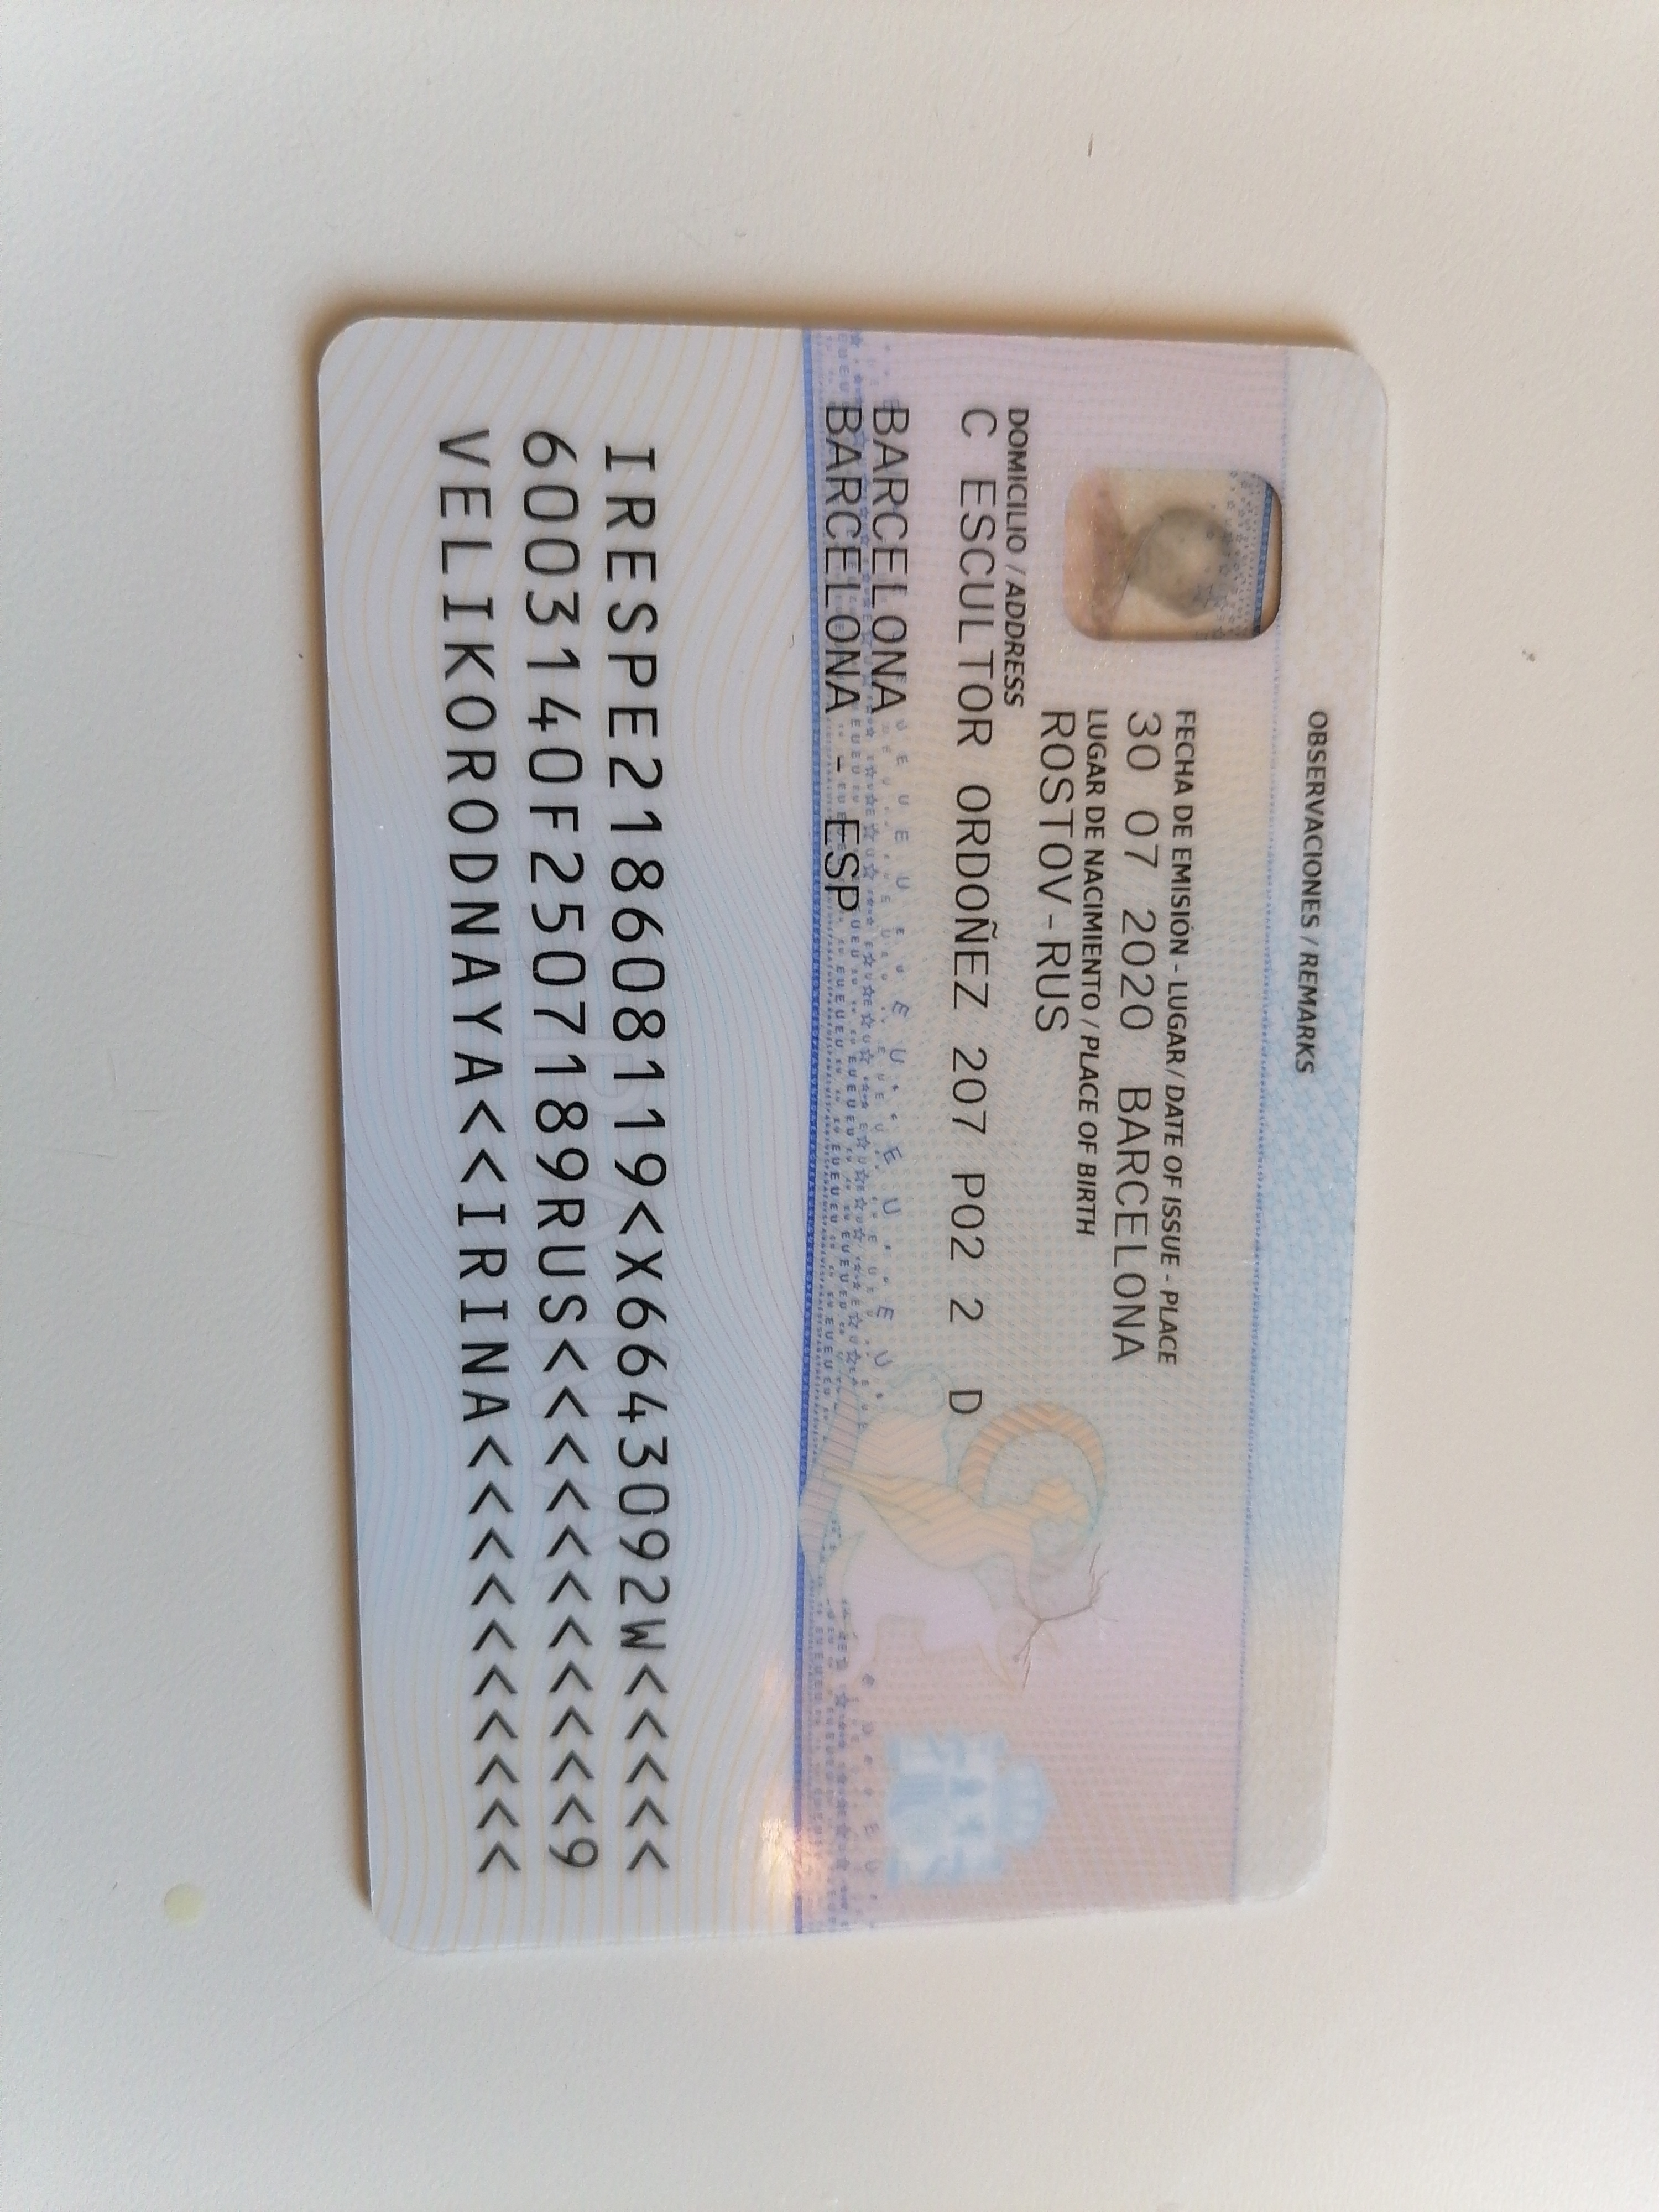 OBSERVACIONES / REMARKS
FECHA DE EMISIÓN - LUGAR / DATE OF ISSUE - PLACE
30 07 2020 BARCELONA
LUGAR DE NACIMIENTO / PLACE OF BIRTH
ROSTOV-RUS
DOMICILIO / ADDRESS
C ESCULTOR ORDOÑEZ 207 P02 2 D
BARCELONA
BARCELONA - ESP
IRESPE218608119<X6643092W<<<<<
6003140F2507189RUS<<<<<<<<<<<9
VELIKORODNAYA<<IRINA<<<<<<<<<<